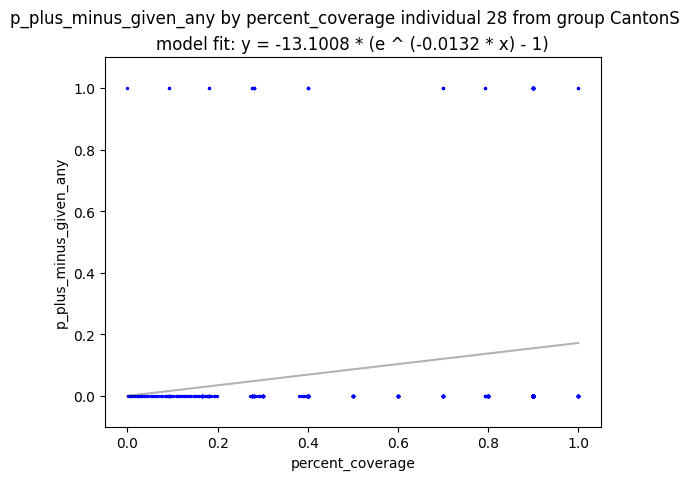 p_plus_minus_given_any by percent_coverage individual 28 from group CantonS
model fit: y = -13.1008 * (e ^ (-0.0132 * x) - 1)
1.0
0.8
0.6
0.4
0.2
0.0
p_plus_minus_given_any
0.0 0.2 0.4 0.6 0.8 1.0
percent_coverage